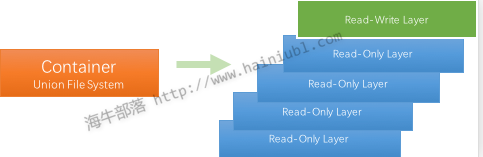 Read-Write Layer
Read-Only Layer
Container
Union File System
Read-Only Layer
Read-Only Layer
Read-Only Layer
海牛部落 http://www.hainiubl.com